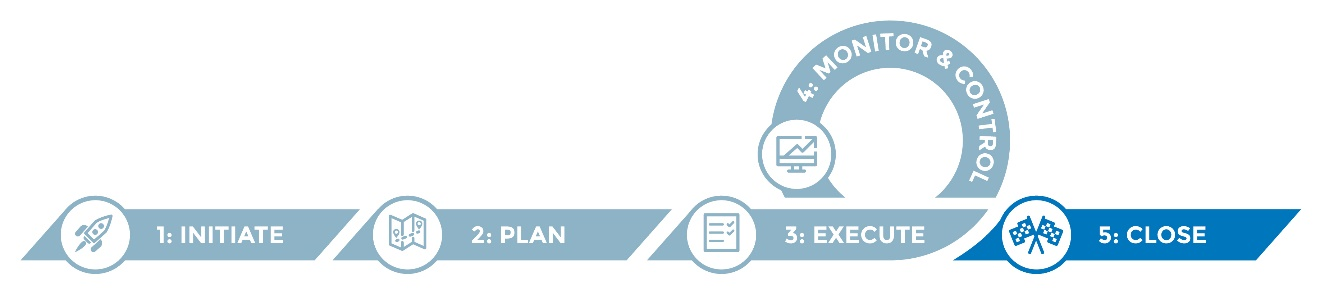 1: INITIATE
2: PLAN
3: EXECUTE
4: MONITOR & CONTROL
5: CLOSE